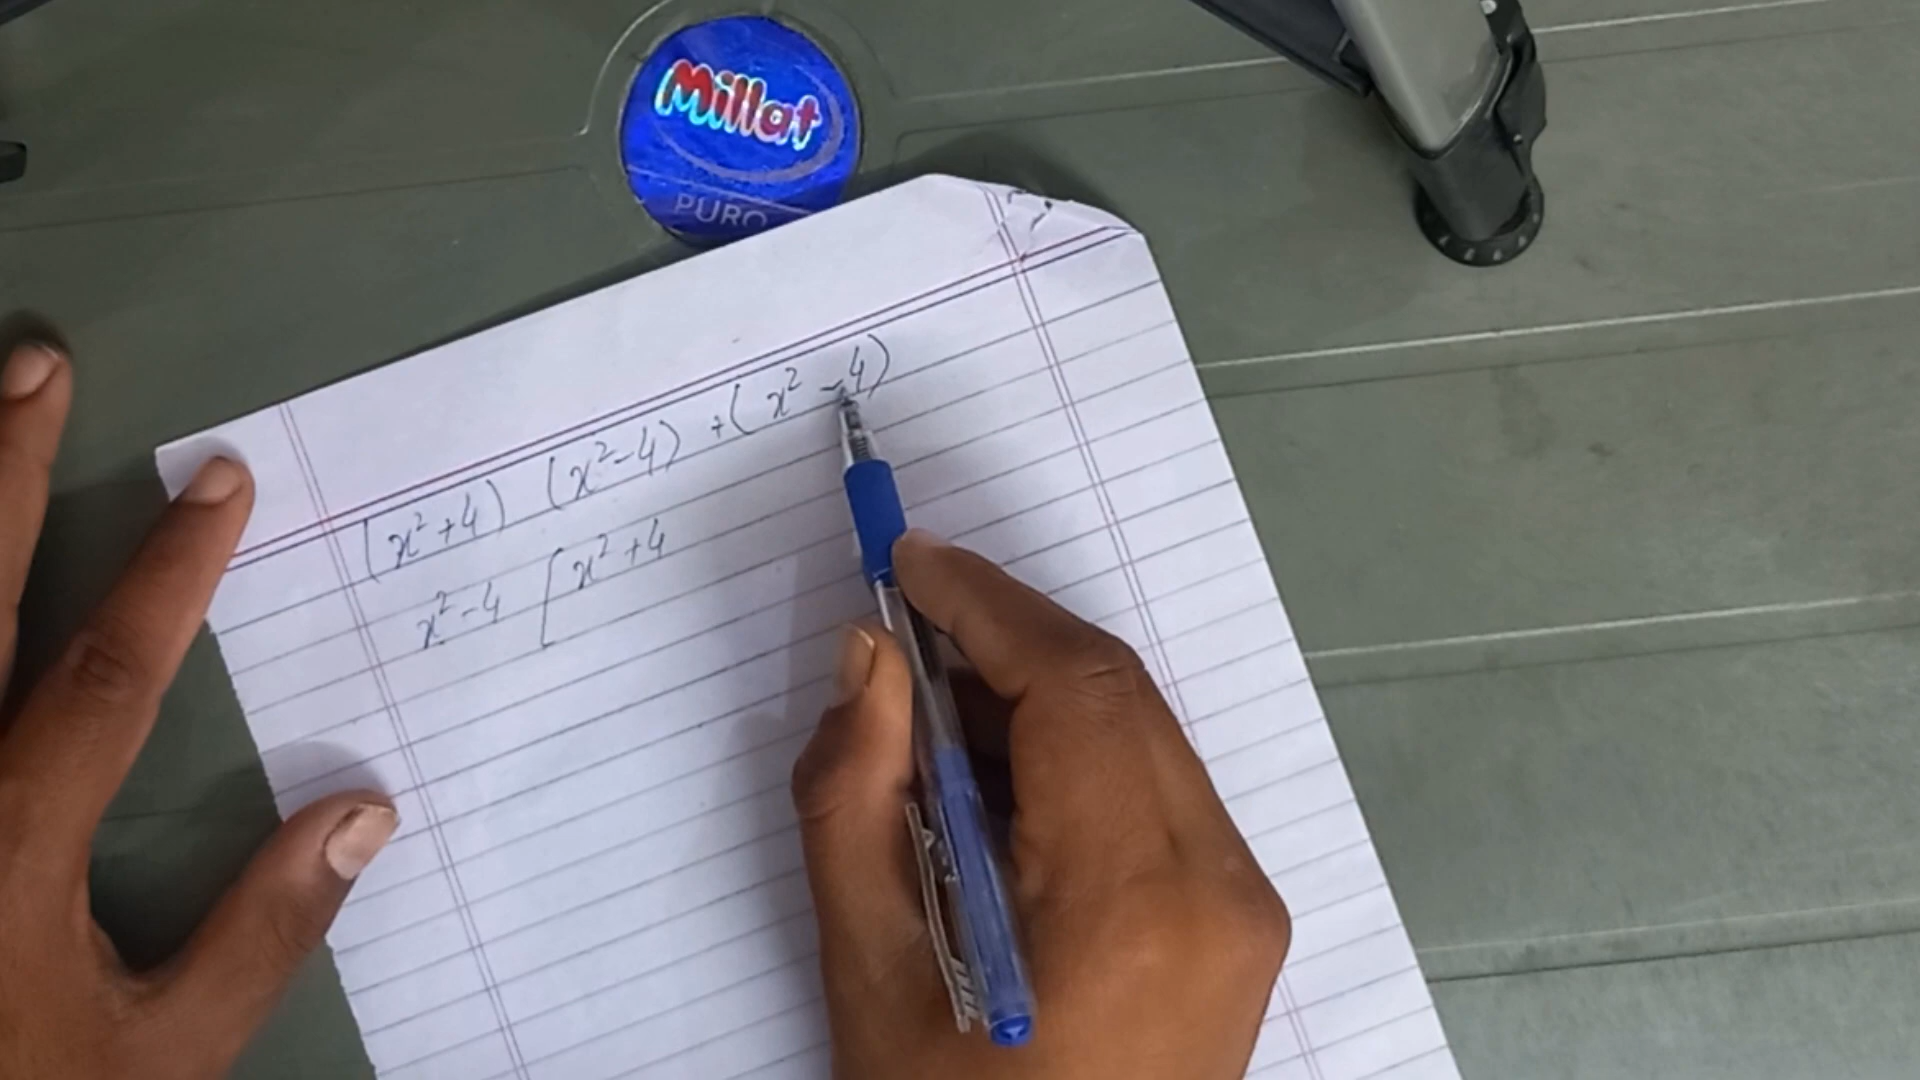 Millat
PURO
(x² + 4) (x² - 4) + (x² - 4)
x² - 4 [x² + 4